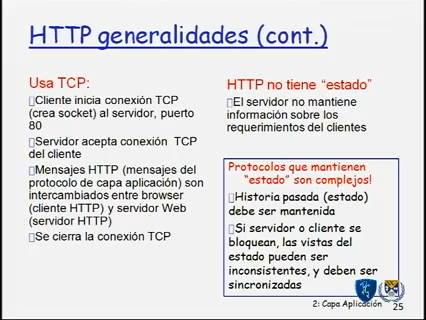 HTTP generalidades (cont.)
Usa TCP:
Cliente inicia conexión TCP
(crea socket) al servidor, puerto
80
Servidor acepta conexión TCP
del cliente
Mensajes HTTP (mensajes del
protocolo de capa aplicación) son
intercambiados entre browser
(cliente HTTP) y servidor Web
(servidor HTTP)
Se cierra la conexión TCP
HTTP no tiene "estado"
El servidor no mantiene
información sobre los
requerimientos del clientes
Protocolos que mantienen
"estado" son complejos!
Historia pasada (estado)
debe ser mantenida
Si servidor o cliente se
bloquean, las vistas del
estado pueden ser
inconsistentes, y deben ser
sincronizadas
2: Capa Aplicación
25